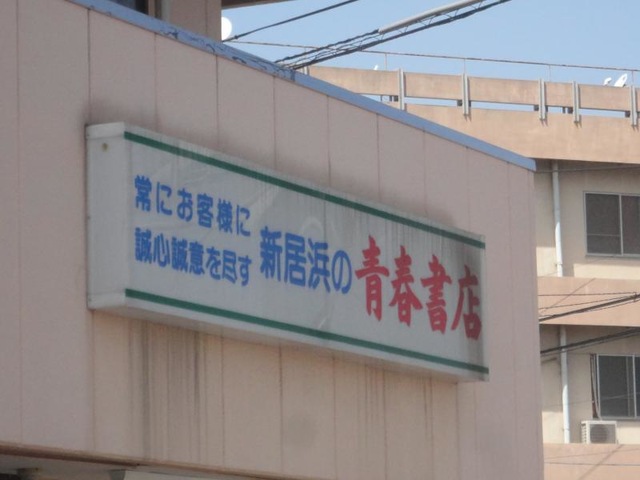 常にお客様に
誠心誠意を尽す
新居浜の
青春書店